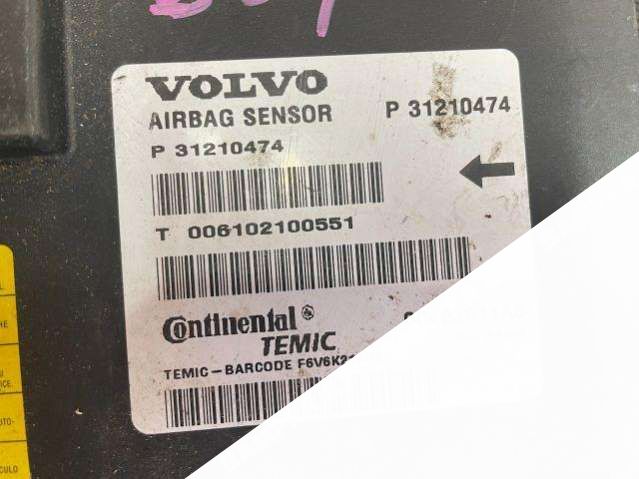 VOLVO
AIRBAG SENSOR P 31210474
P 31210474
T 006102100551
Continental
TEMIC
TEMIC-BARCODE